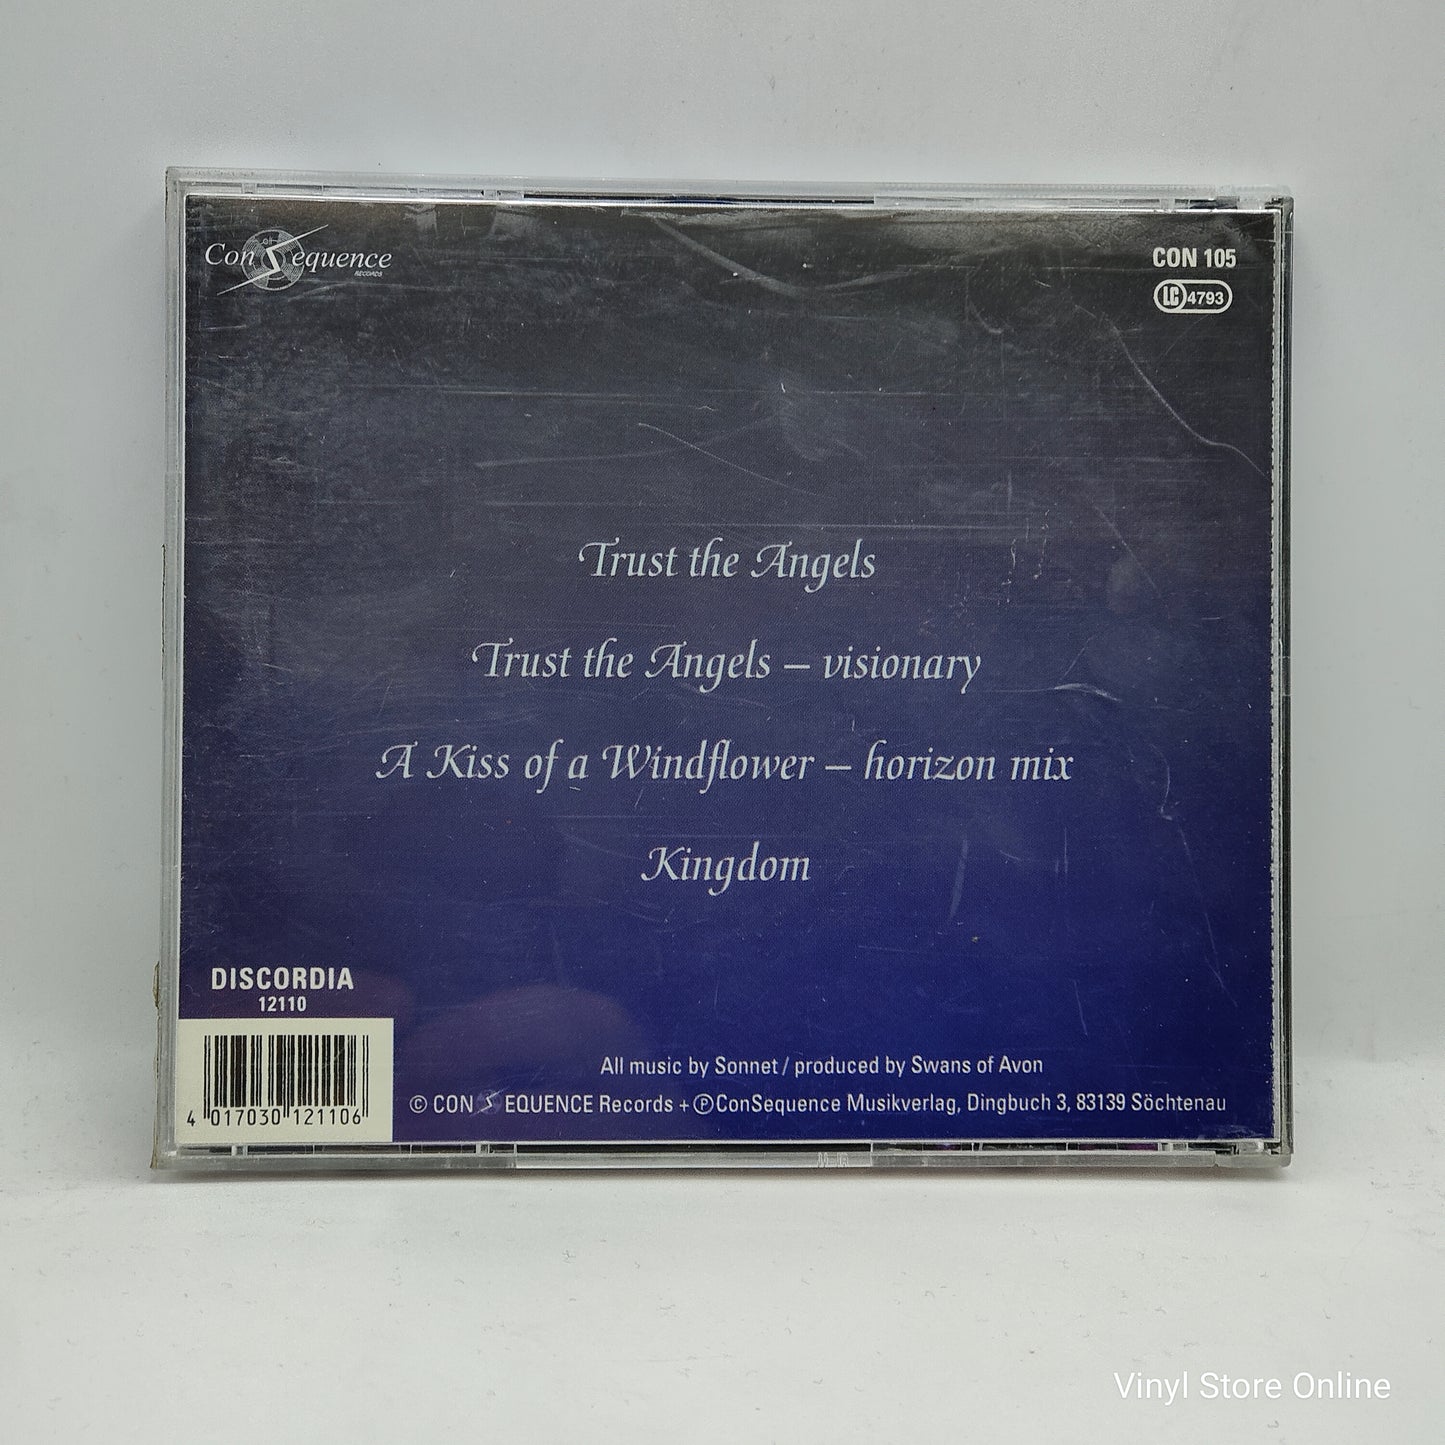 Con Sequence
RECORDS
CON 105
LC 4793
Trust the Angels
Trust the Angels – visionary
A Kiss of a Windflower – horizon mix
Kingdom
DISCORDIA
12110
4 017030 121106
All music by Sonnet / produced by Swans of Avon
© CON S EQUENCE Records + ℗ ConSequence Musikverlag, Dingbuch 3, 83139 Söchtenau
Vinyl Store Online